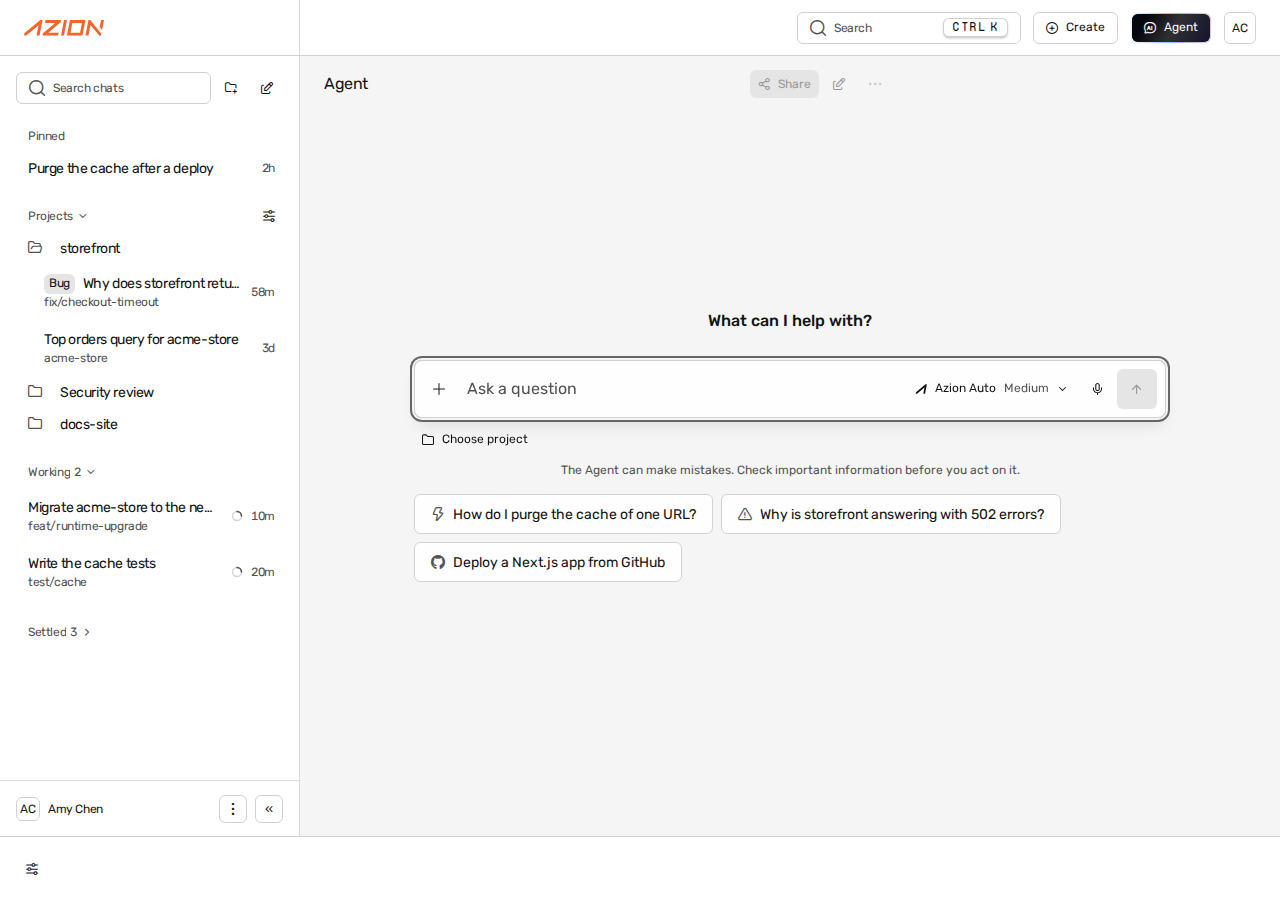 AZION
Search
CTRL K
Create
Agent
AC
Search chats
Agent
Share
Pinned
Purge the cache after a deploy
2h
Projects
storefront
Bug
Why does storefront retu…
58m
fix/checkout-timeout
Top orders query for acme-store
3d
acme-store
Security review
docs-site
Working 2
Migrate acme-store to the ne…
10m
feat/runtime-upgrade
Write the cache tests
20m
test/cache
Settled 3
AC
Amy Chen
What can I help with?
Ask a question
Azion Auto Medium
Choose project
The Agent can make mistakes. Check important information before you act on it.
How do I purge the cache of one URL?
Why is storefront answering with 502 errors?
Deploy a Next.js app from GitHub